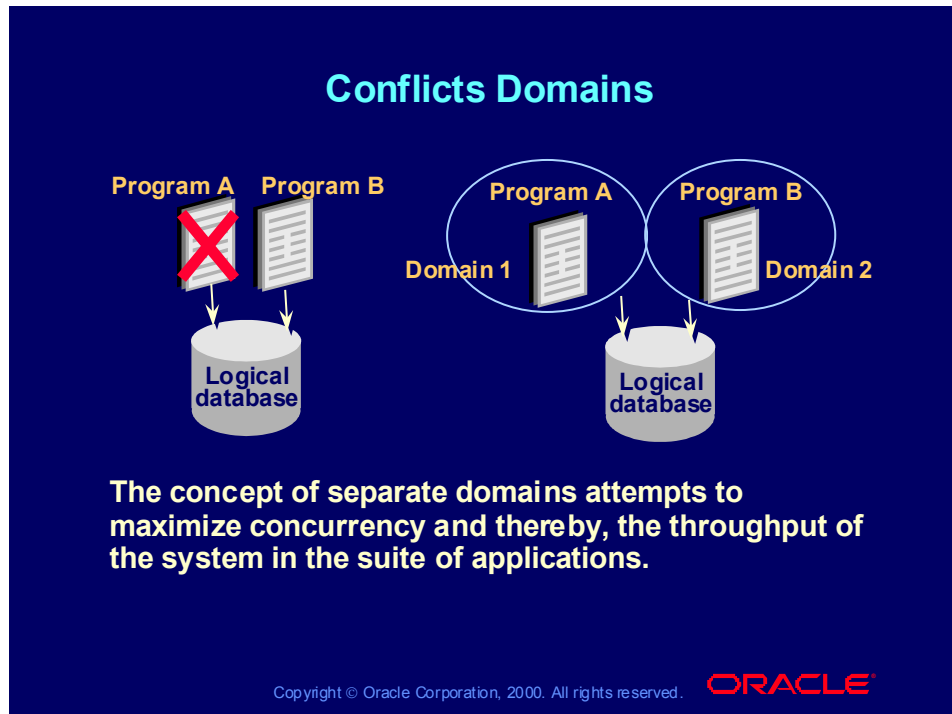 Conflicts Domains
Program A
Program B
Logical
database
Program A
Program B
Domain 1
Domain 2
Logical
database
The concept of separate domains attempts to
maximize concurrency and thereby, the throughput of
the system in the suite of applications.
Copyright © Oracle Corporation, 2000. All rights reserved.
ORACLE®